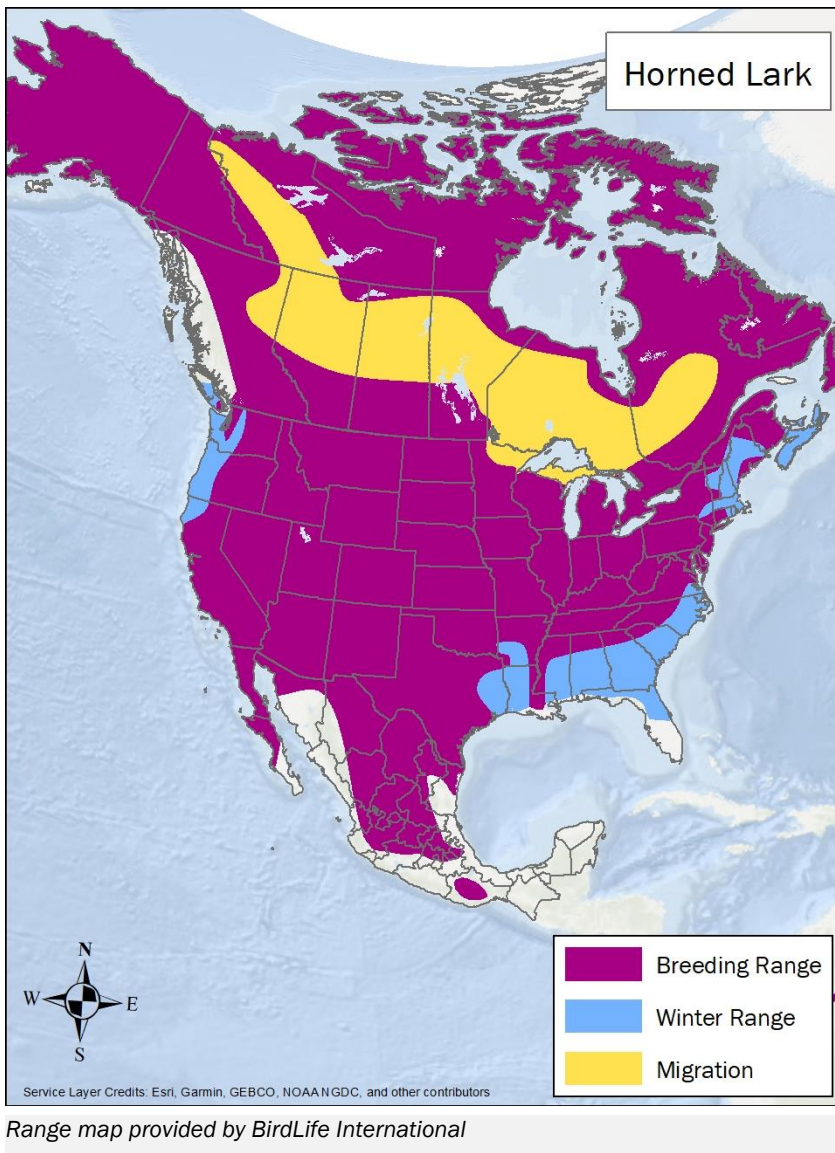 Horned Lark
N
W E
S
Breeding Range
Winter Range
Migration
Service Layer Credits: Esri, Garmin, GEBCO, NOAA NGDC, and other contributors
Range map provided by BirdLife International